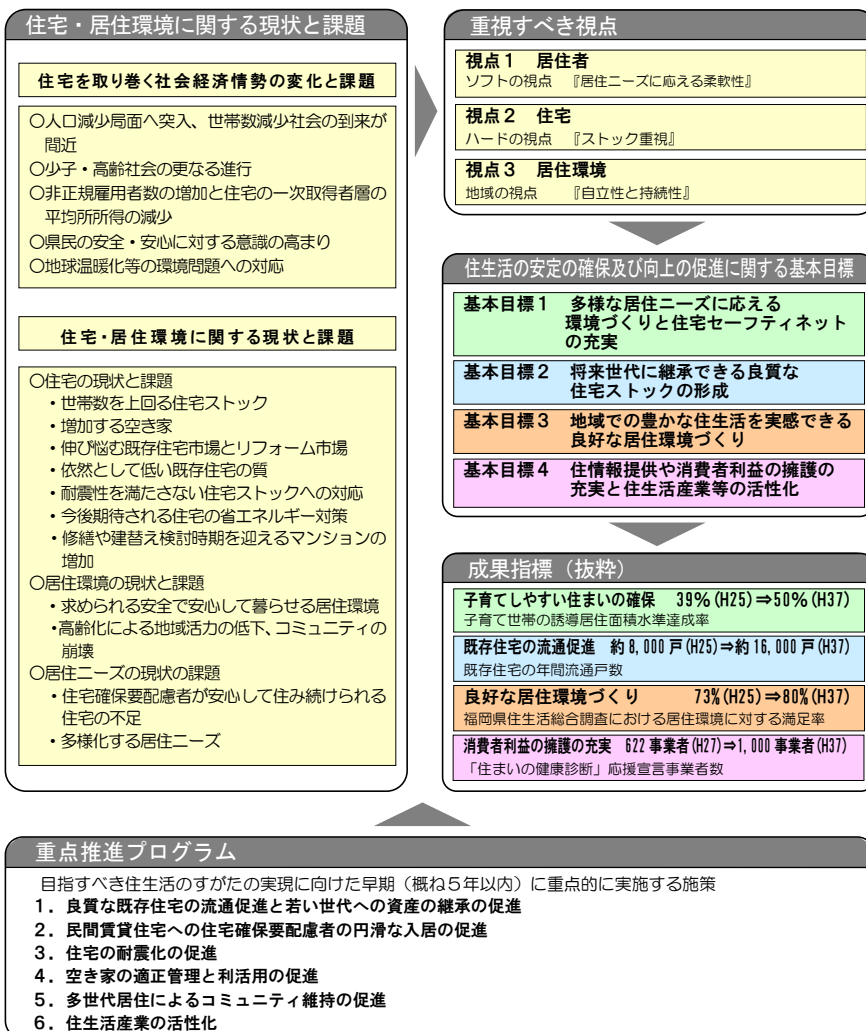 住宅・居住環境に関する現状と課題
住宅を取り巻く社会経済情勢の変化と課題
○人口減少局面へ突入、世帯数減少社会の到来が
間近
○少子・高齢社会の更なる進行
○非正規雇用者数の増加と住宅の一次取得者層の
平均所所得の減少
○県民の安全・安心に対する意識の高まり
○地球温暖化等の環境問題への対応
住宅・居住環境に関する現状と課題
○住宅の現状と課題
・世帯数を上回る住宅ストック
・増加する空き家
・伸び悩む既存住宅市場とリフォーム市場
・依然として低い既存住宅の質
・耐震性を満たさない住宅ストックへの対応
・今後期待される住宅の省エネルギー対策
・修繕や建替え検討時期を迎えるマンションの
増加
○居住環境の現状と課題
・求められる安全で安心して暮らせる居住環境
・高齢化による地域活力の低下、コミュニティの
崩壊
○居住ニーズの現状の課題
・住宅確保要配慮者が安心して住み続けられる
住宅の不足
・多様化する居住ニーズ
重視すべき視点
視点1 居住者
ソフトの視点 『居住ニーズに応える柔軟性』
視点2 住宅
ハードの視点 『ストック重視』
視点3 居住環境
地域の視点 『自立性と持続性』
住生活の安定の確保及び向上の促進に関する基本目標
基本目標1 多様な居住ニーズに応える
環境づくりと住宅セーフティネット
の充実
基本目標2 将来世代に継承できる良質な
住宅ストックの形成
基本目標3 地域での豊かな住生活を実感できる
良好な居住環境づくり
基本目標4 住情報提供や消費者利益の擁護の
充実と住生活産業等の活性化
成果指標（抜粋）
子育てしやすい住まいの確保 39%(H25)⇒50%(H37)
子育て世帯の誘導居住面積水準達成率
既存住宅の流通促進 約8,000戸(H25)⇒約16,000戸(H37)
既存住宅の年間流通戸数
良好な居住環境づくり 73%(H25)⇒80%(H37)
福岡県住生活総合調査における居住環境に対する満足率
消費者利益の擁護の充実 622事業者(H27)⇒1,000事業者(H37)
「住まいの健康診断」応援宣言事業者数
重点推進プログラム
目指すべき住生活のすがたの実現に向けた早期（概ね5年以内）に重点的に実施する施策
1．良質な既存住宅の流通促進と若い世代への資産の継承の促進
2．民間賃貸住宅への住宅確保要配慮者の円滑な入居の促進
3．住宅の耐震化の促進
4．空き家の適正管理と利活用の促進
5．多世代居住によるコミュニティ維持の促進
6．住生活産業の活性化